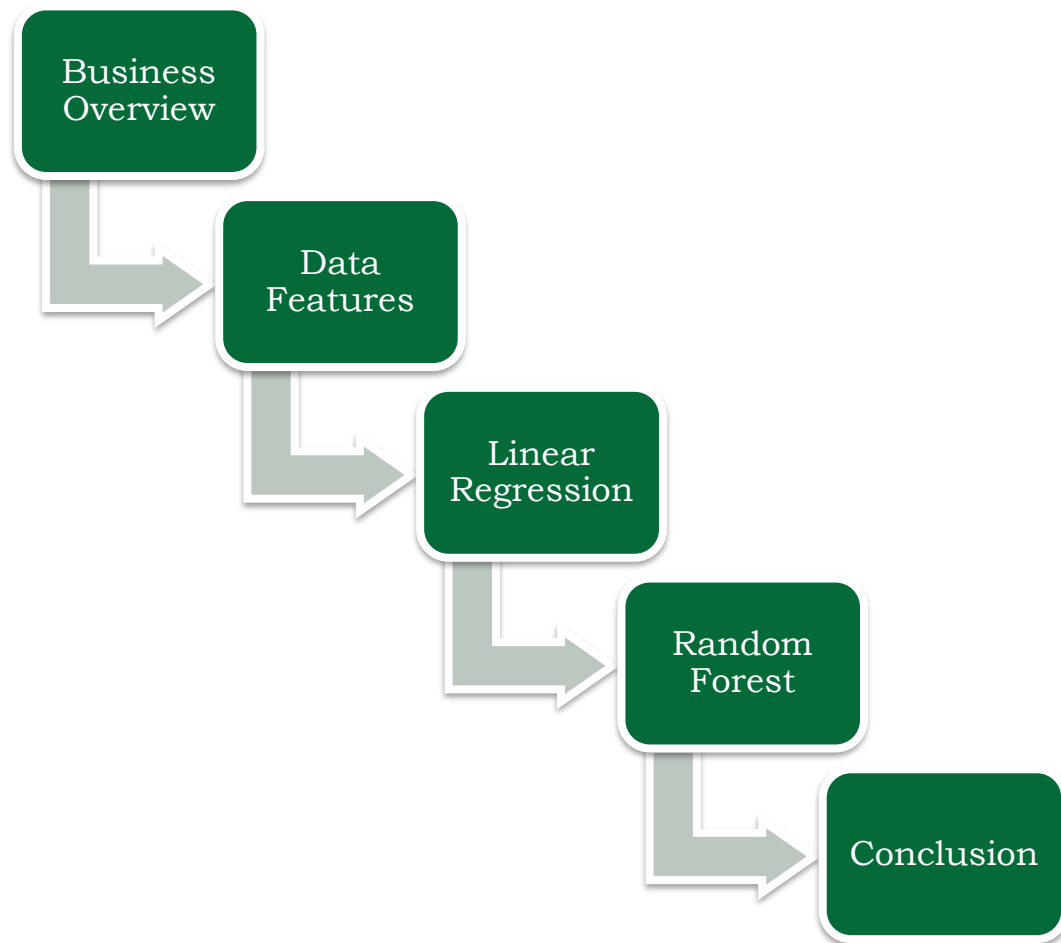 Business
Overview
Data
Features
Linear
Regression
Random
Forest
Conclusion